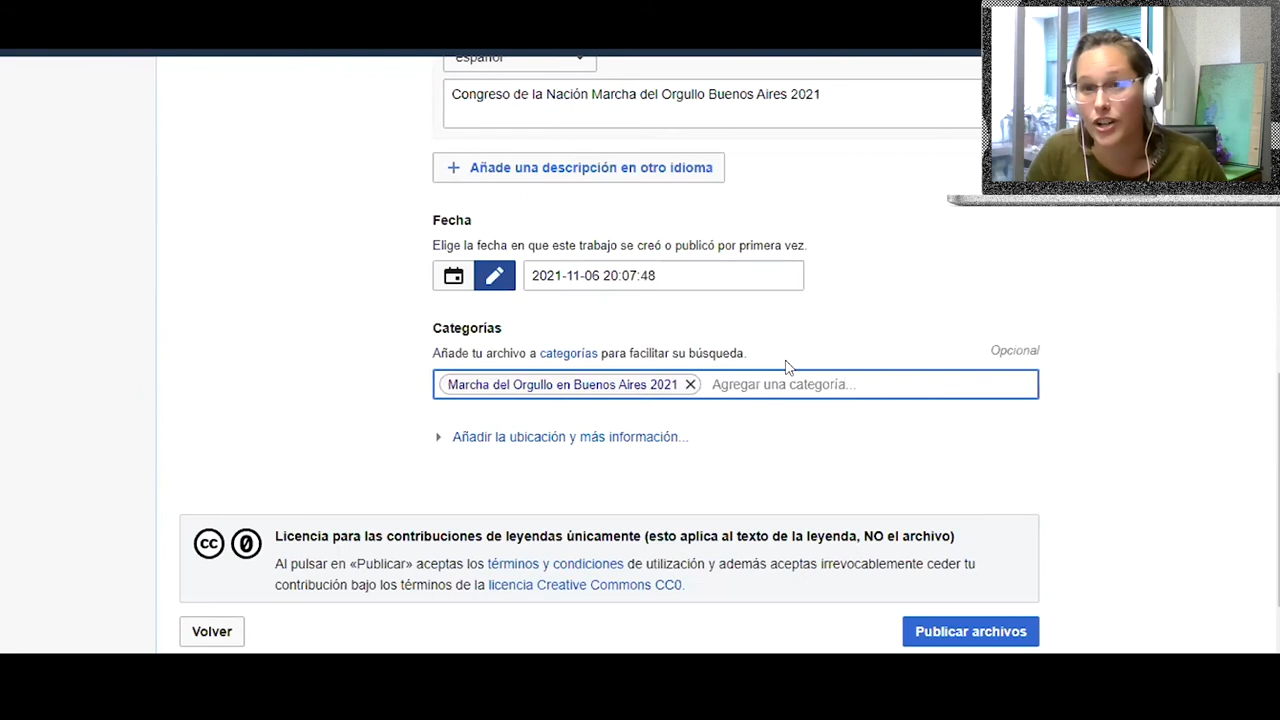 español
Congreso de la Nación Marcha del Orgullo Buenos Aires 2021
+ Añade una descripción en otro idioma
Fecha
Elige la fecha en que este trabajo se creó o publicó por primera vez.
2021-11-06 20:07:48
Categorías
Añade tu archivo a categorías para facilitar su búsqueda.
Opcional
Marcha del Orgullo en Buenos Aires 2021 Agregar una categoría...
Añadir la ubicación y más información...
Licencia para las contribuciones de leyendas únicamente (esto aplica al texto de la leyenda, NO el archivo)
Al pulsar en «Publicar» aceptas los términos y condiciones de utilización y además aceptas irrevocablemente ceder tu
contribución bajo los términos de la licencia Creative Commons CC0.
Volver
Publicar archivos